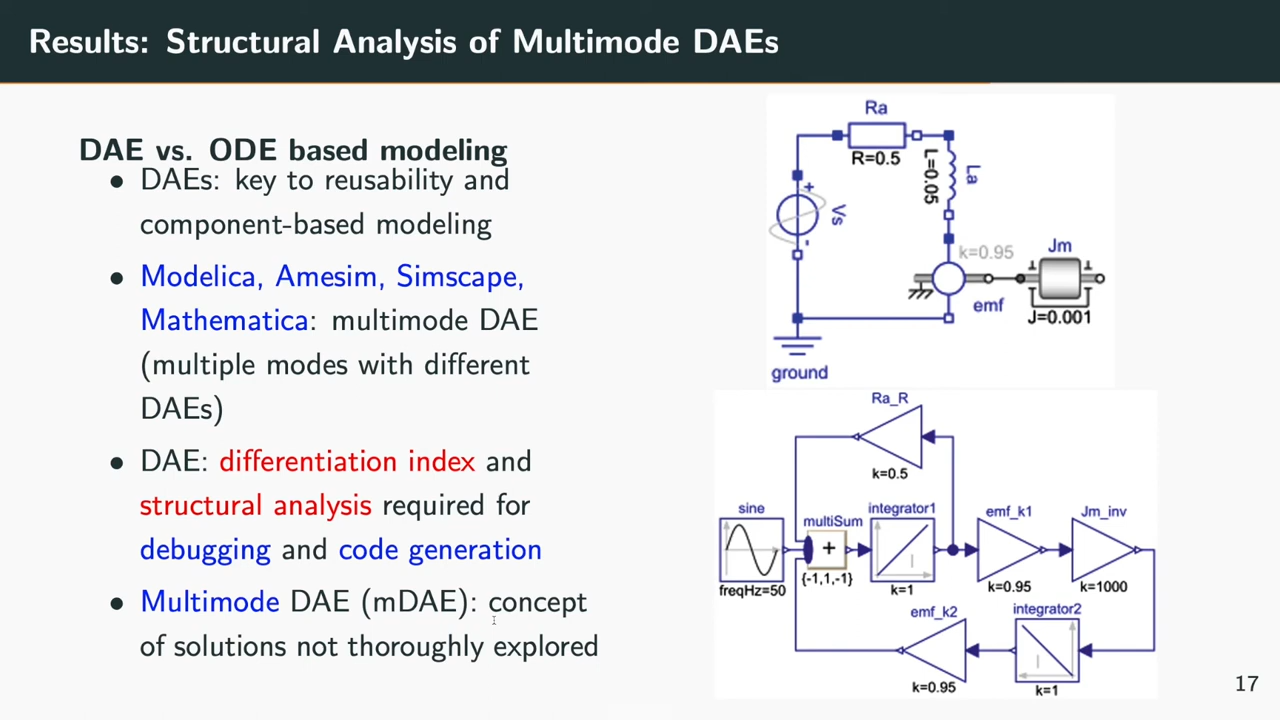 Results: Structural Analysis of Multimode DAEs
DAE vs. ODE based modeling
• DAEs: key to reusability and
component-based modeling
• Modelica, Amesim, Simscape,
Mathematica: multimode DAE
(multiple modes with different
DAEs)
• DAE: differentiation index and
structural analysis required for
debugging and code generation
• Multimode DAE (mDAE): concept
of solutions not thoroughly explored
Ra
R=0.5
L=0.05
La
+
Vs
-
k=0.95
Jm
emf
J=0.001
ground
Ra_R
k=0.5
sine
freqHz=50
multiSum
+
{-1,1,-1}
integrator1
I
k=1
emf_k1
k=0.95
Jm_inv
k=1000
emf_k2
k=0.95
integrator2
I
k=1
17